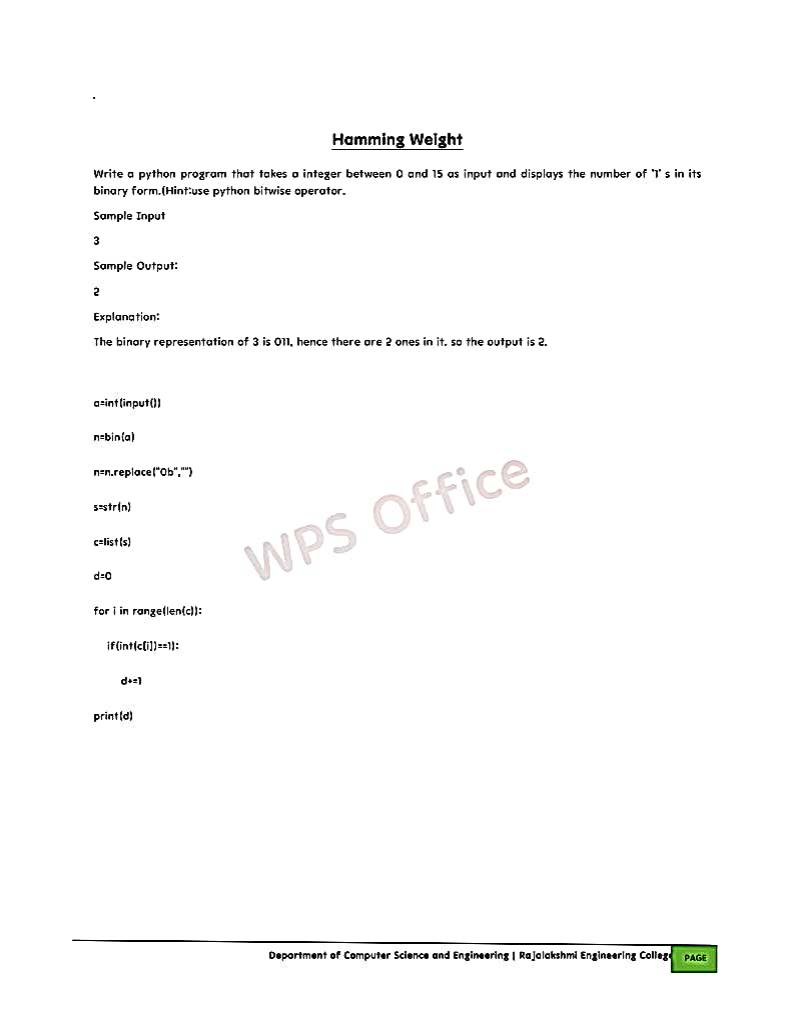 Hamming Weight
Write a python program that takes a integer between 0 and 15 as input and displays the number of '1' s in its
binary form.(Hint:use python bitwise operator.
Sample Input
3
Sample Output:
2
Explanation:
The binary representation of 3 is 011, hence there are 2 ones in it. so the output is 2.
a=int(input())
n=bin(a)
n=n.replace("0b","")
s=str(n)
c=list(s)
d=0
for i in range(len(c)):
if(int(c[i])==1):
d+=1
print(d)
WPS Office
Department of Computer Science and Engineering | Rajalakshmi Engineering College
PAGE